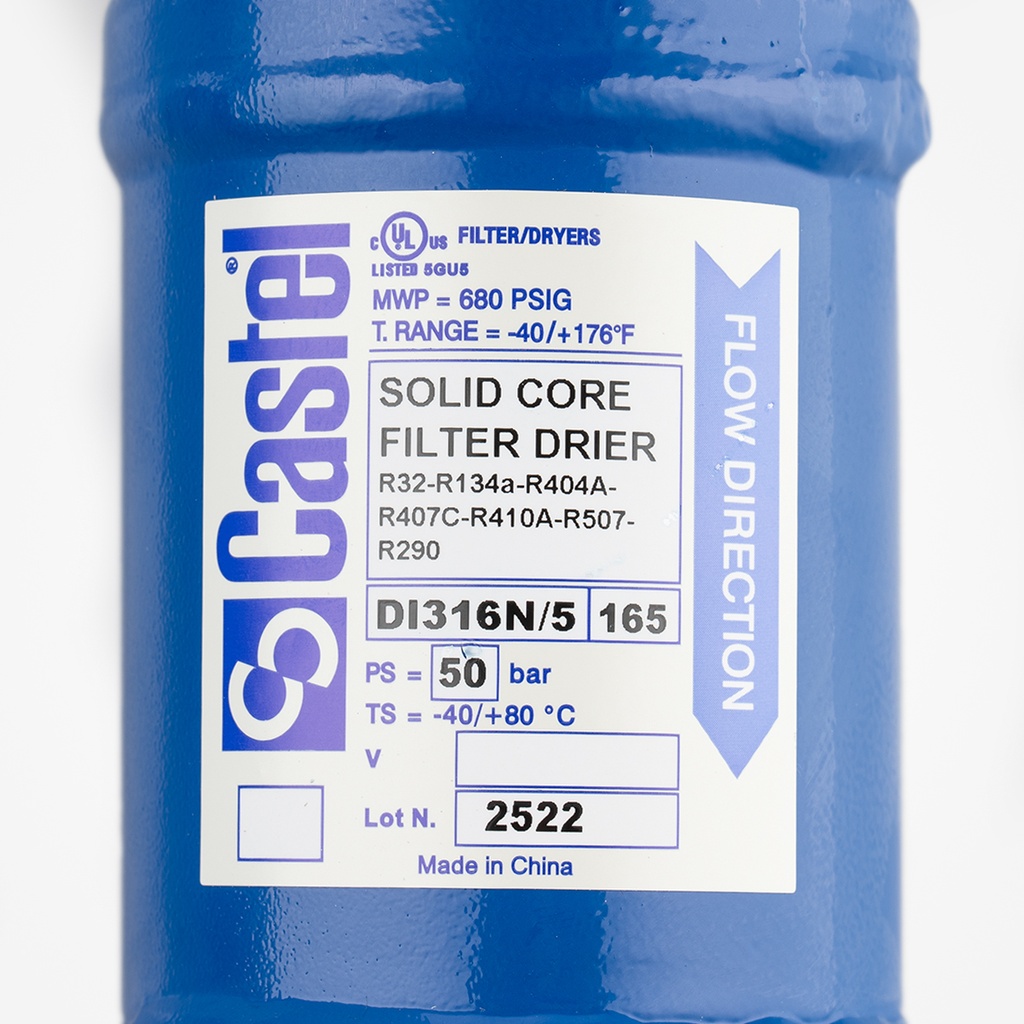 Castel®
c UL US FILTER/DRYERS
LISTED 5GU5
MWP = 680 PSIG
T. RANGE = -40/+176°F
SOLID CORE
FILTER DRIER
R32-R134a-R404A-
R407C-R410A-R507-
R290
DI316N/5 165
PS = 50 bar
TS = -40/+80 °C
V
Lot N. 2522
Made in China
FLOW DIRECTION